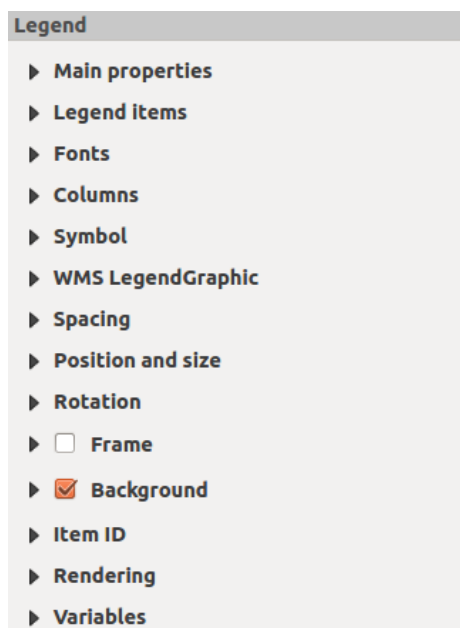 Legend
Main properties
Legend items
Fonts
Columns
Symbol
WMS LegendGraphic
Spacing
Position and size
Rotation
Frame
Background
Item ID
Rendering
Variables